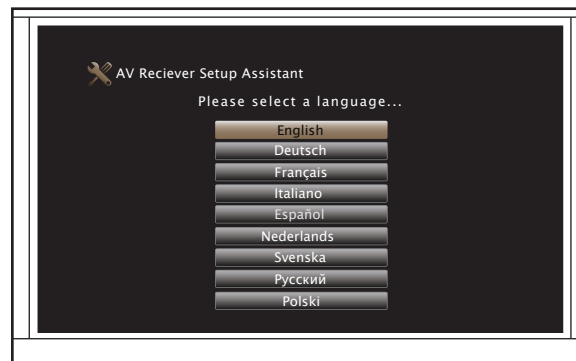 AV Reciever Setup Assistant
Please select a language...
English
Deutsch
Français
Italiano
Español
Nederlands
Svenska
Русский
Polski